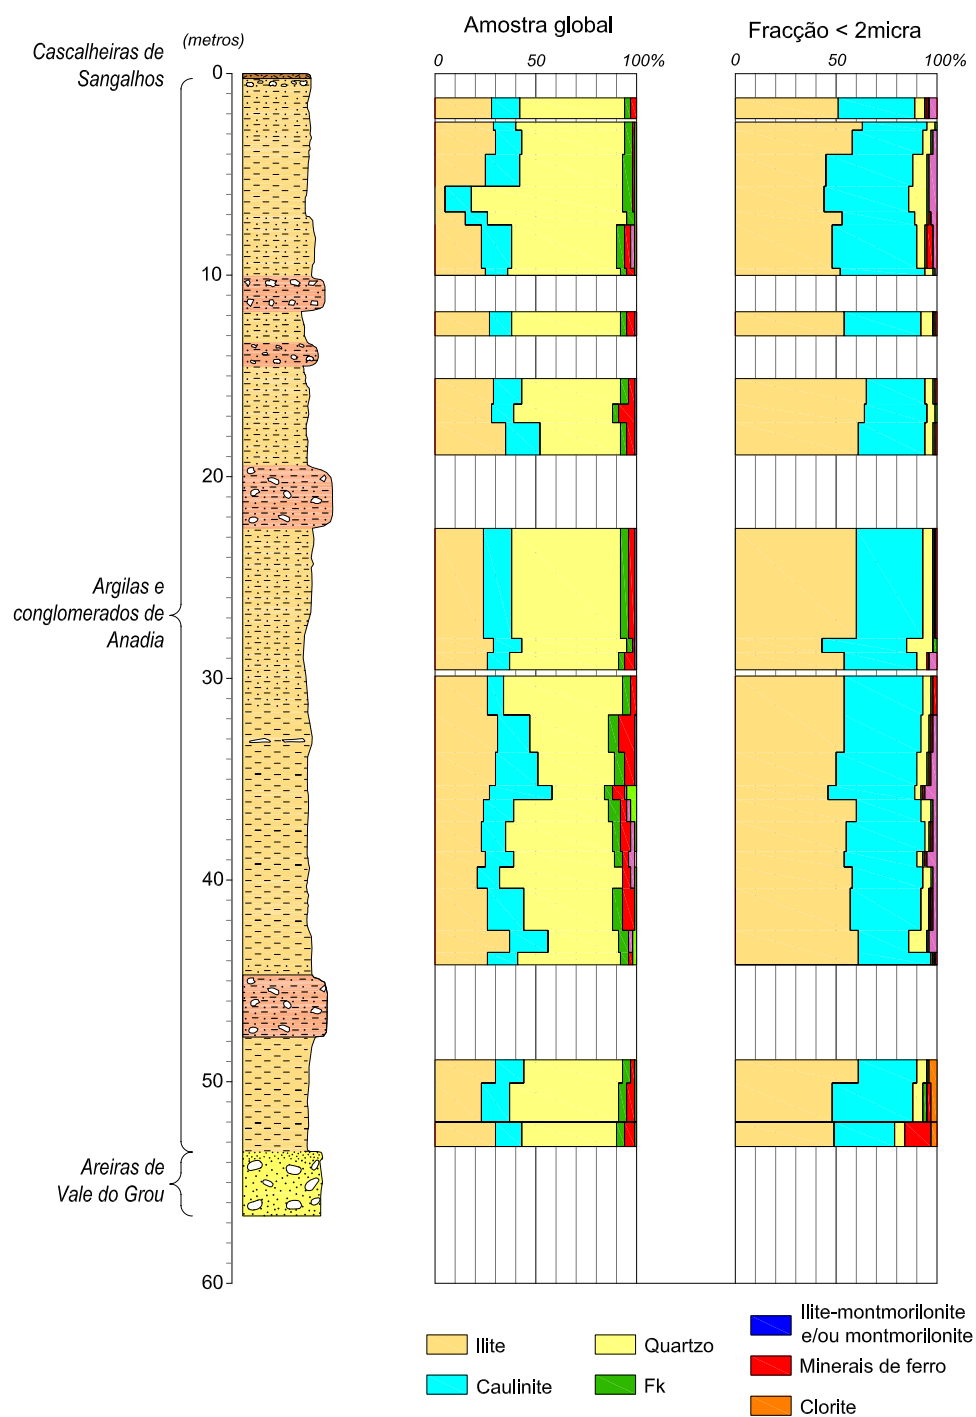 Amostra global
Fracção < 2micra
Cascalheiras de
Sangalhos
(metros)
0 50 100%
0 50 100%
0
10
20
Argilas e
conglomerados de
Anadia
30
40
50
Areiras de
Vale do Grou
60
Ilite
Caulinite
Quartzo
Fk
Ilite-montmorilonite
e/ou montmorilonite
Minerais de ferro
Clorite